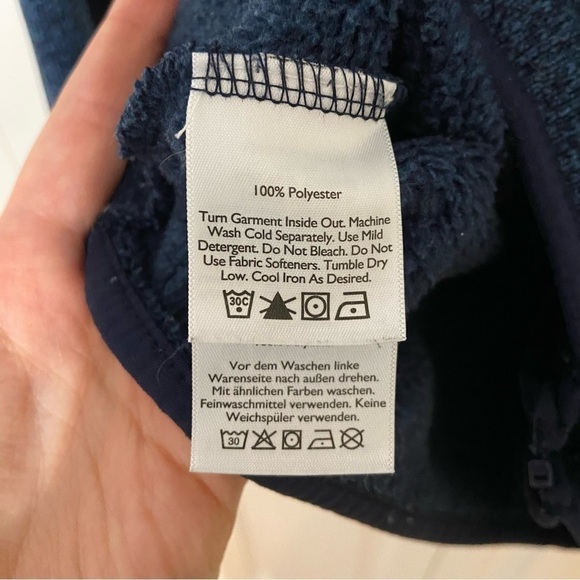 100% Polyester
Turn Garment Inside Out. Machine
Wash Cold Separately. Use Mild
Detergent. Do Not Bleach. Do Not
Use Fabric Softeners. Tumble Dry
Low. Cool Iron As Desired.
30C
Vor dem Waschen linke
Warenseite nach außen drehen.
Mit ähnlichen Farben waschen.
Feinwaschmittel verwenden. Keine
Weichspüler verwenden.
30